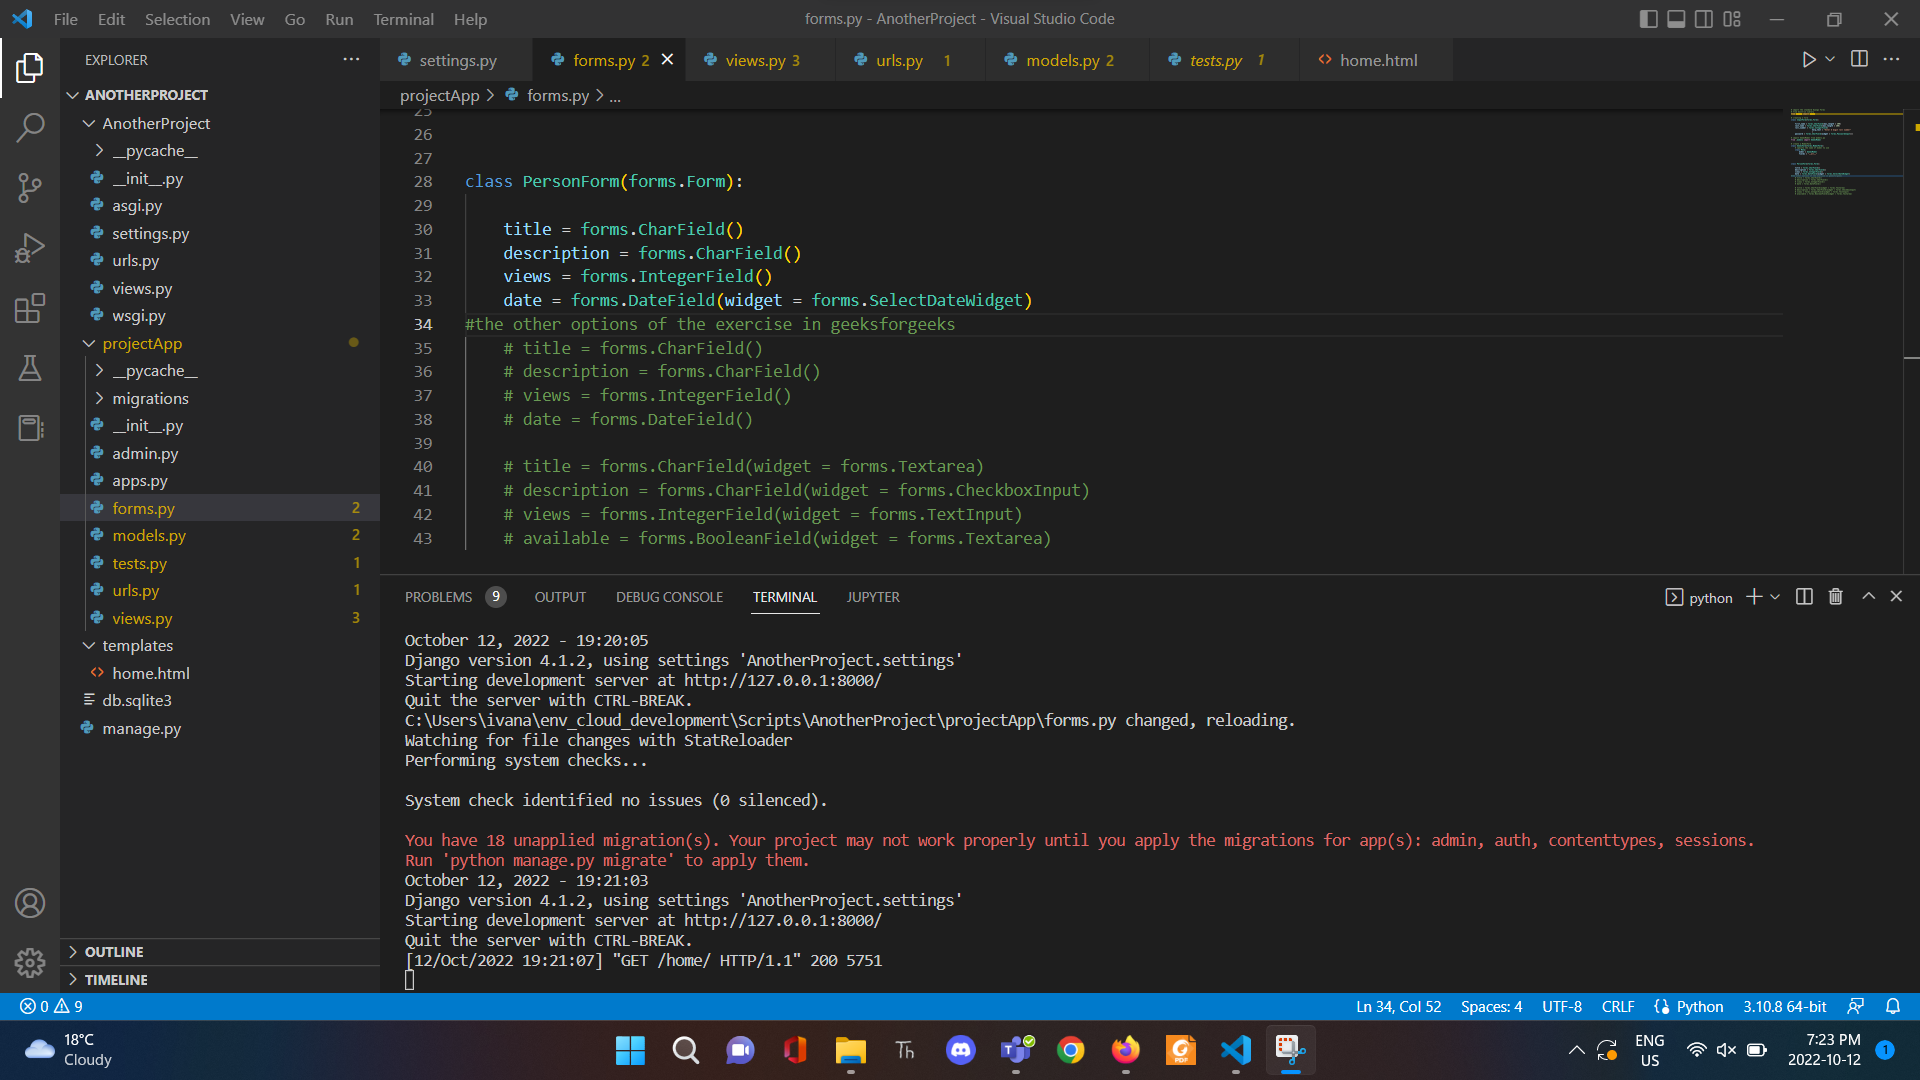 File Edit Selection View Go Run Terminal Help
forms.py - AnotherProject - Visual Studio Code
EXPLORER
settings.py
forms.py 2
views.py 3
urls.py 1
models.py 2
tests.py 1
home.html
projectApp > forms.py > ...
ANOTHERPROJECT
AnotherProject
__pycache__
__init__.py
asgi.py
settings.py
urls.py
views.py
wsgi.py
projectApp
__pycache__
migrations
__init__.py
admin.py
apps.py
forms.py 2
models.py 2
tests.py 1
urls.py 1
views.py 3
templates
home.html
db.sqlite3
manage.py
OUTLINE
TIMELINE
25
26
27
28 class PersonForm(forms.Form):
29
30 title = forms.CharField()
31 description = forms.CharField()
32 views = forms.IntegerField()
33 date = forms.DateField(widget = forms.SelectDateWidget)
34 #the other options of the exercise in geeksforgeeks
35 # title = forms.CharField()
36 # description = forms.CharField()
37 # views = forms.IntegerField()
38 # date = forms.DateField()
39
40 # title = forms.CharField(widget = forms.Textarea)
41 # description = forms.CharField(widget = forms.CheckboxInput)
42 # views = forms.IntegerField(widget = forms.TextInput)
43 # available = forms.BooleanField(widget = forms.Textarea)
PROBLEMS 9 OUTPUT DEBUG CONSOLE TERMINAL JUPYTER
python
October 12, 2022 - 19:20:05
Django version 4.1.2, using settings 'AnotherProject.settings'
Starting development server at http://127.0.0.1:8000/
Quit the server with CTRL-BREAK.
C:\Users\ivana\env_cloud_development\Scripts\AnotherProject\projectApp\forms.py changed, reloading.
Watching for file changes with StatReloader
Performing system checks...
System check identified no issues (0 silenced).
You have 18 unapplied migration(s). Your project may not work properly until you apply the migrations for app(s): admin, auth, contenttypes, sessions.
Run 'python manage.py migrate' to apply them.
October 12, 2022 - 19:21:03
Django version 4.1.2, using settings 'AnotherProject.settings'
Starting development server at http://127.0.0.1:8000/
Quit the server with CTRL-BREAK.
[12/Oct/2022 19:21:07] "GET /home/ HTTP/1.1" 200 5751
0 9
Ln 34, Col 52 Spaces: 4 UTF-8 CRLF Python 3.10.8 64-bit
18°C
Cloudy
Th
PDF
ENG
US
7:23 PM
2022-10-12
1